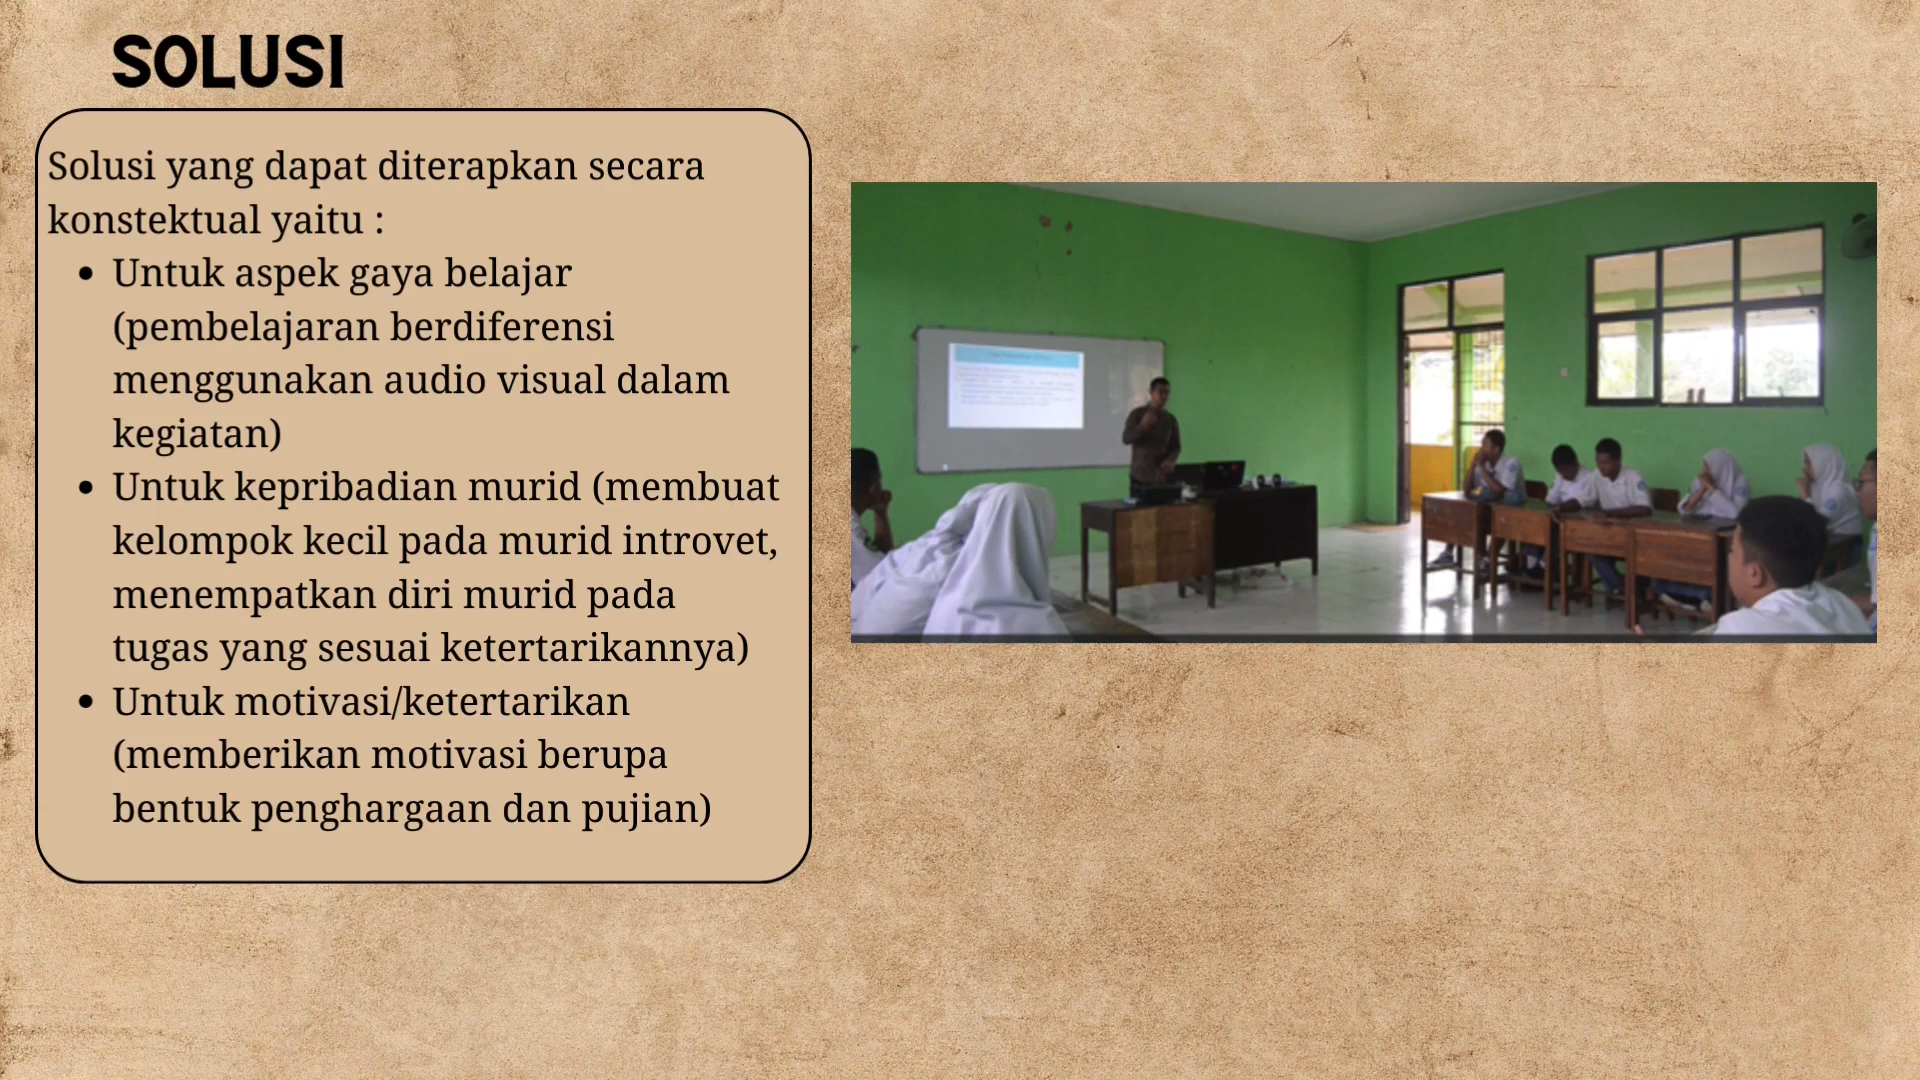 SOLUSI
Solusi yang dapat diterapkan secara
konstektual yaitu :
• Untuk aspek gaya belajar
(pembelajaran berdiferensi
menggunakan audio visual dalam
kegiatan)
• Untuk kepribadian murid (membuat
kelompok kecil pada murid introvet,
menempatkan diri murid pada
tugas yang sesuai ketertarikannya)
• Untuk motivasi/ketertarikan
(memberikan motivasi berupa
bentuk penghargaan dan pujian)